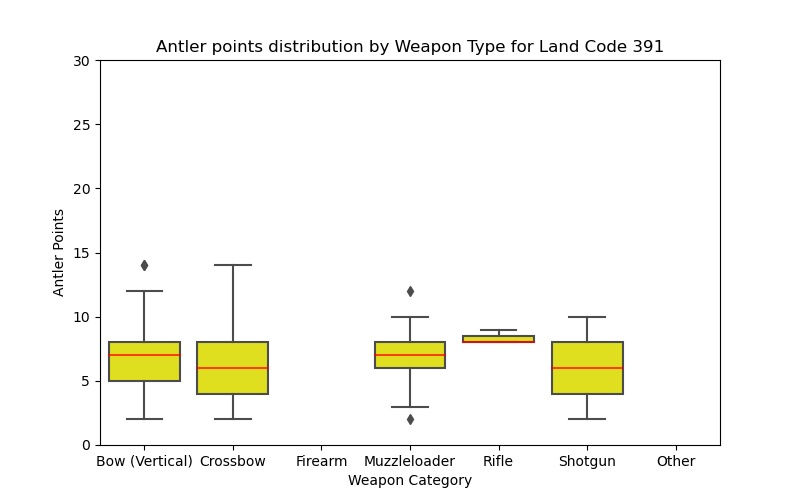 Antler points distribution by Weapon Type for Land Code 391
30
25
20
15
10
5
0
Antler Points
Bow (Vertical) Crossbow Firearm Muzzleloader Rifle Shotgun Other
Weapon Category